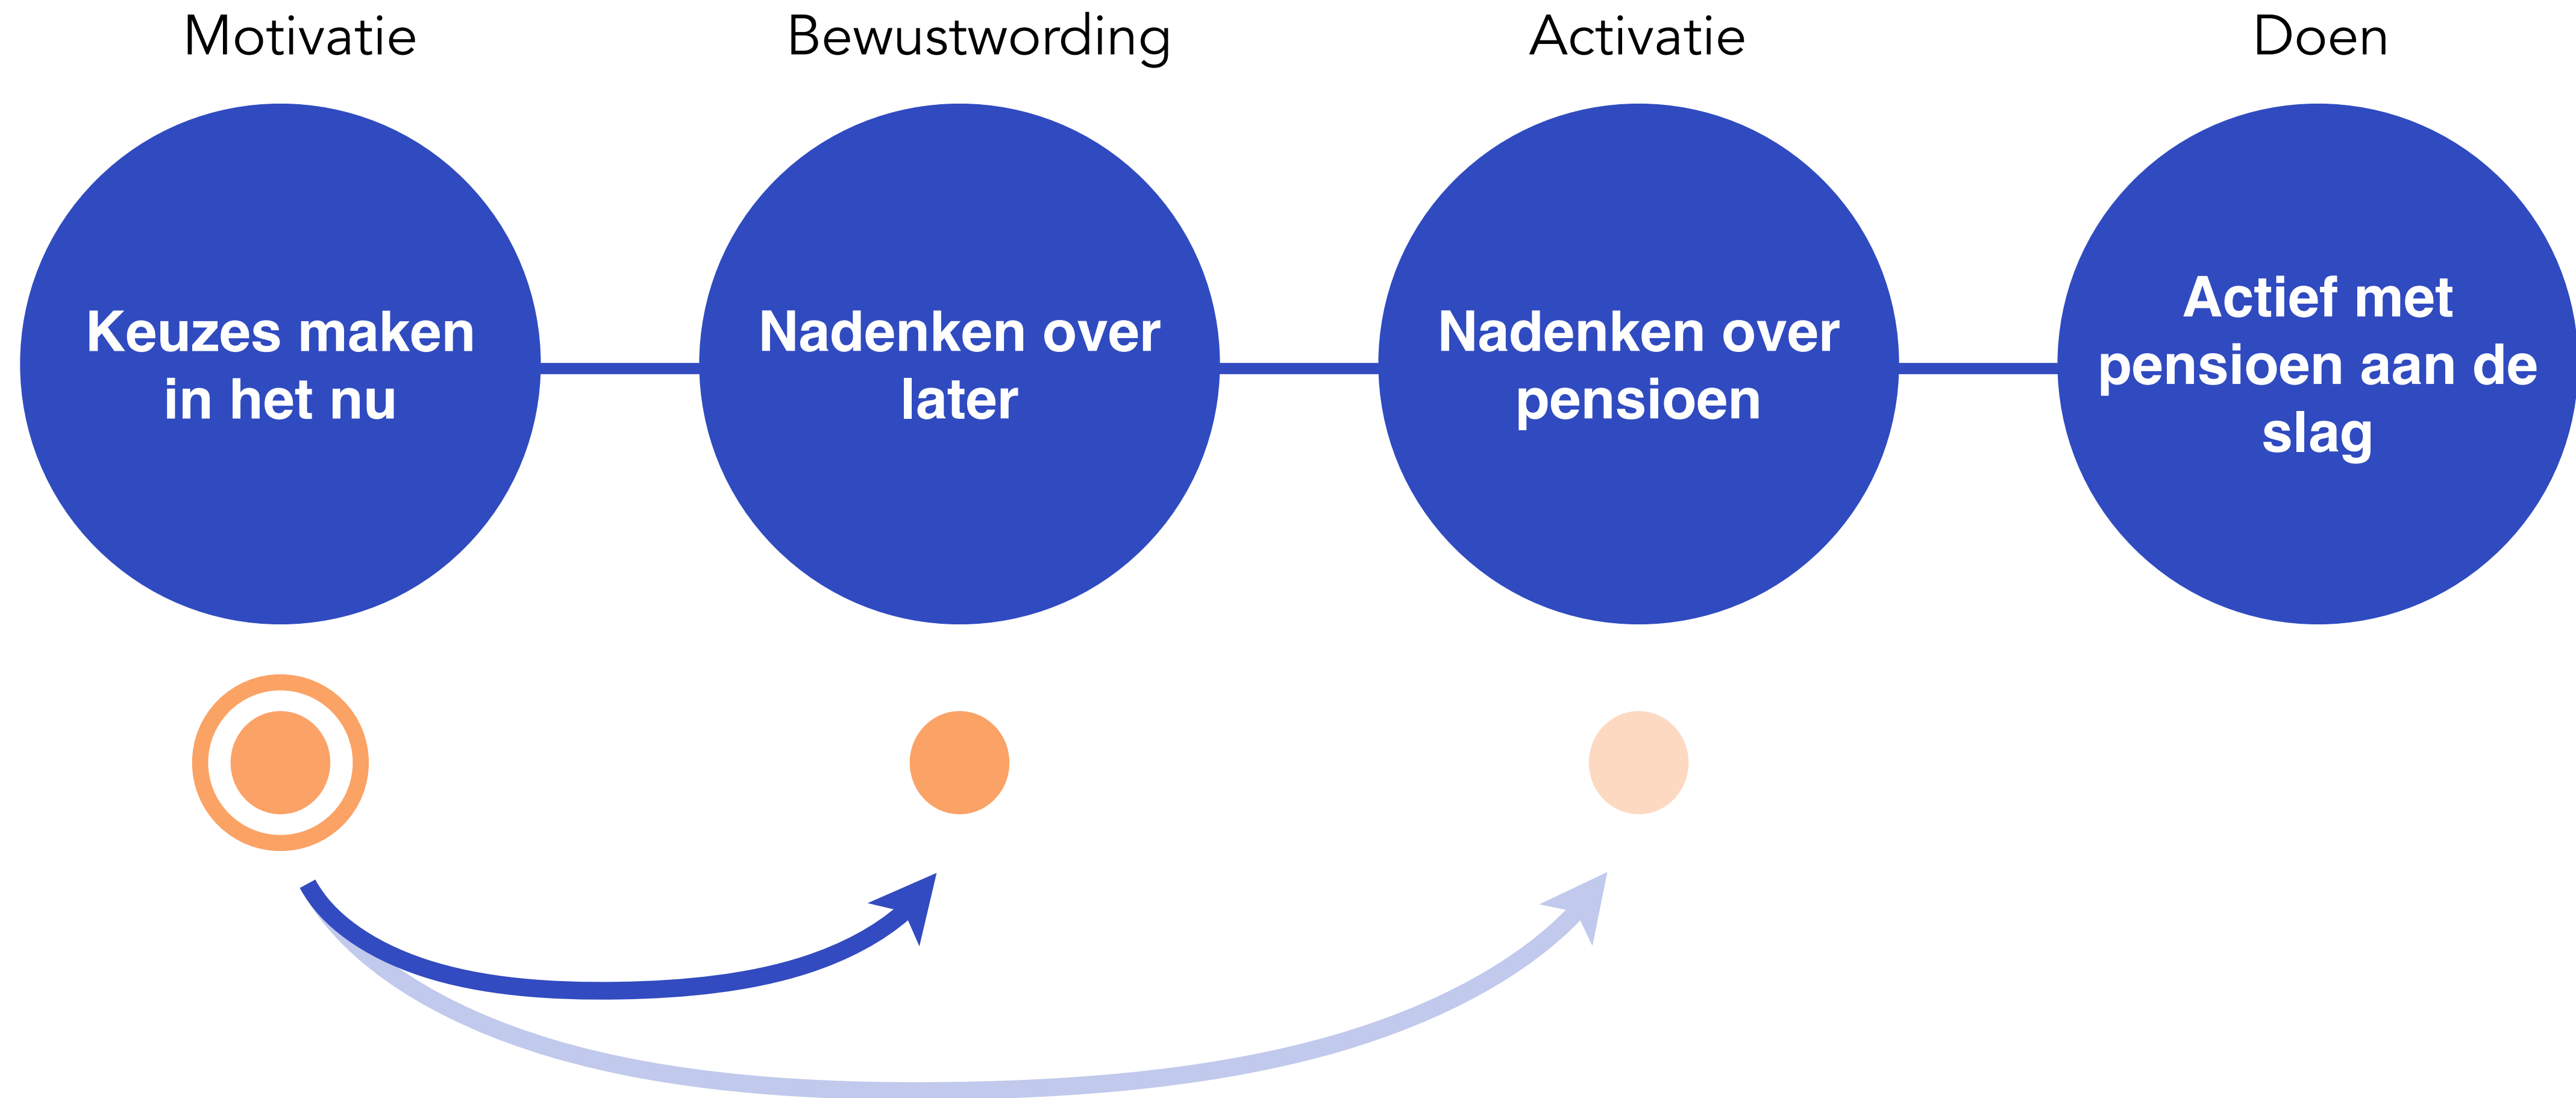 Motivatie
Bewustwording
Activatie
Doen
Keuzes maken
in het nu
Nadenken over
later
Nadenken over
pensioen
Actief met
pensioen aan de
slag